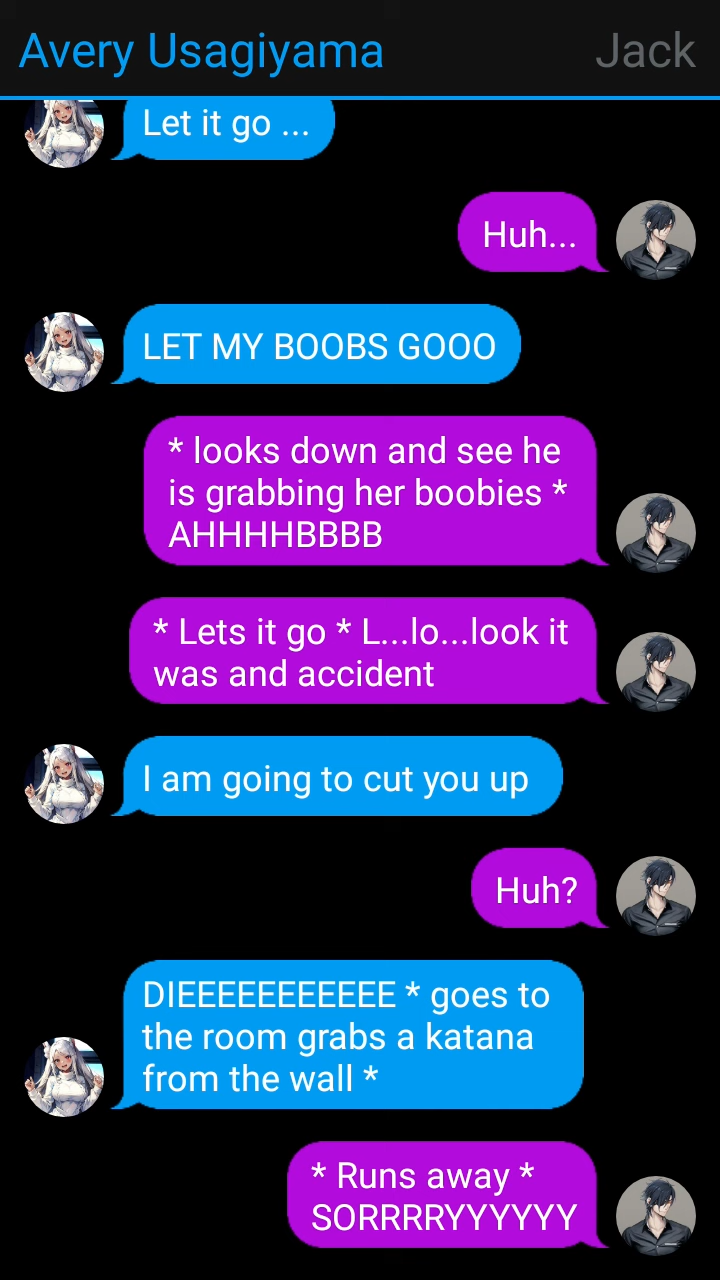 Avery Usagiyama
Jack
Let it go ...
Huh...
LET MY BOOBS GOOO
* looks down and see he
is grabbing her boobies *
AHHHHBBBB
* Lets it go * L...lo...look it
was and accident
I am going to cut you up
Huh?
DIEEEEEEEEEEE * goes to
the room grabs a katana
from the wall *
* Runs away *
SORRRRYYYYYY